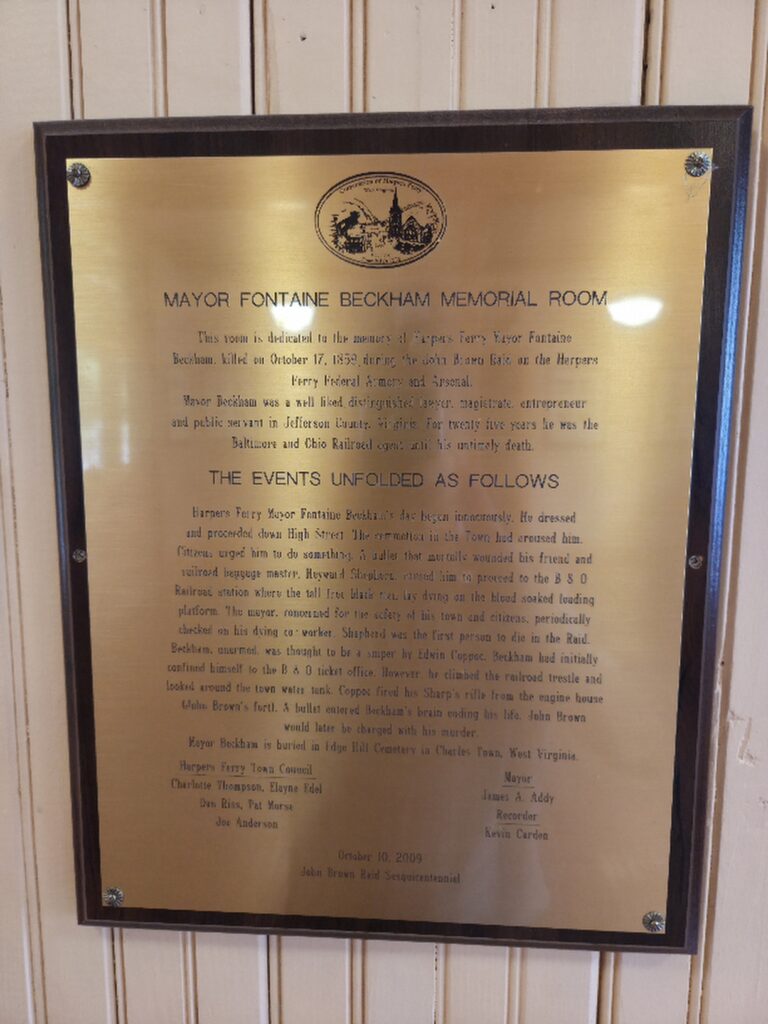 Corporation of Harpers Ferry
MAYOR FONTAINE BECKHAM MEMORIAL ROOM
This room is dedicated to the memory of Harpers Ferry Mayor Fontaine
Beckham, killed on October 17, 1859, during the John Brown Raid on the Harpers
Ferry Federal Armory and Arsenal.
Mayor Beckham was a well liked, distinguished lawyer, magistrate, entrepreneur
and public servant in Jefferson County, Virginia. For twenty five years he was the
Baltimore and Ohio Railroad agent until his untimely death.
THE EVENTS UNFOLDED AS FOLLOWS
Harpers Ferry Mayor Fontaine Beckham's day began innocuously. He dressed
and proceeded down High Street. The commotion in the Town had aroused him.
Citizens urged him to do something. A bullet that mortally wounded his friend and
railroad baggage master, Heyward Shepherd, caused him to proceed to the B & O
Railroad station where the tall free black man lay dying on the blood soaked loading
platform. The mayor, concerned for the safety of his town and citizens, periodically
checked on his dying co-worker. Shepherd was the first person to die in the Raid.
Beckham, unarmed, was thought to be a sniper by Edwin Coppoc. Beckham had initially
confined himself to the B & O ticket office. However, he climbed the railroad trestle and
looked around the town water tank. Coppoc fired his Sharp's rifle from the engine house
(John Brown's fort). A bullet entered Beckham's brain ending his life. John Brown
would later be charged with his murder.
Mayor Beckham is buried in Edge Hill Cemetery in Charles Town, West Virginia.
Harpers Ferry Town Council
Charlotte Thompson, Elayne Edel
Dan Riss, Pat Morse
Joe Anderson
Mayor
James A. Addy
Recorder
Kevin Carden
October 10, 2009
John Brown Raid Sesquicentennial